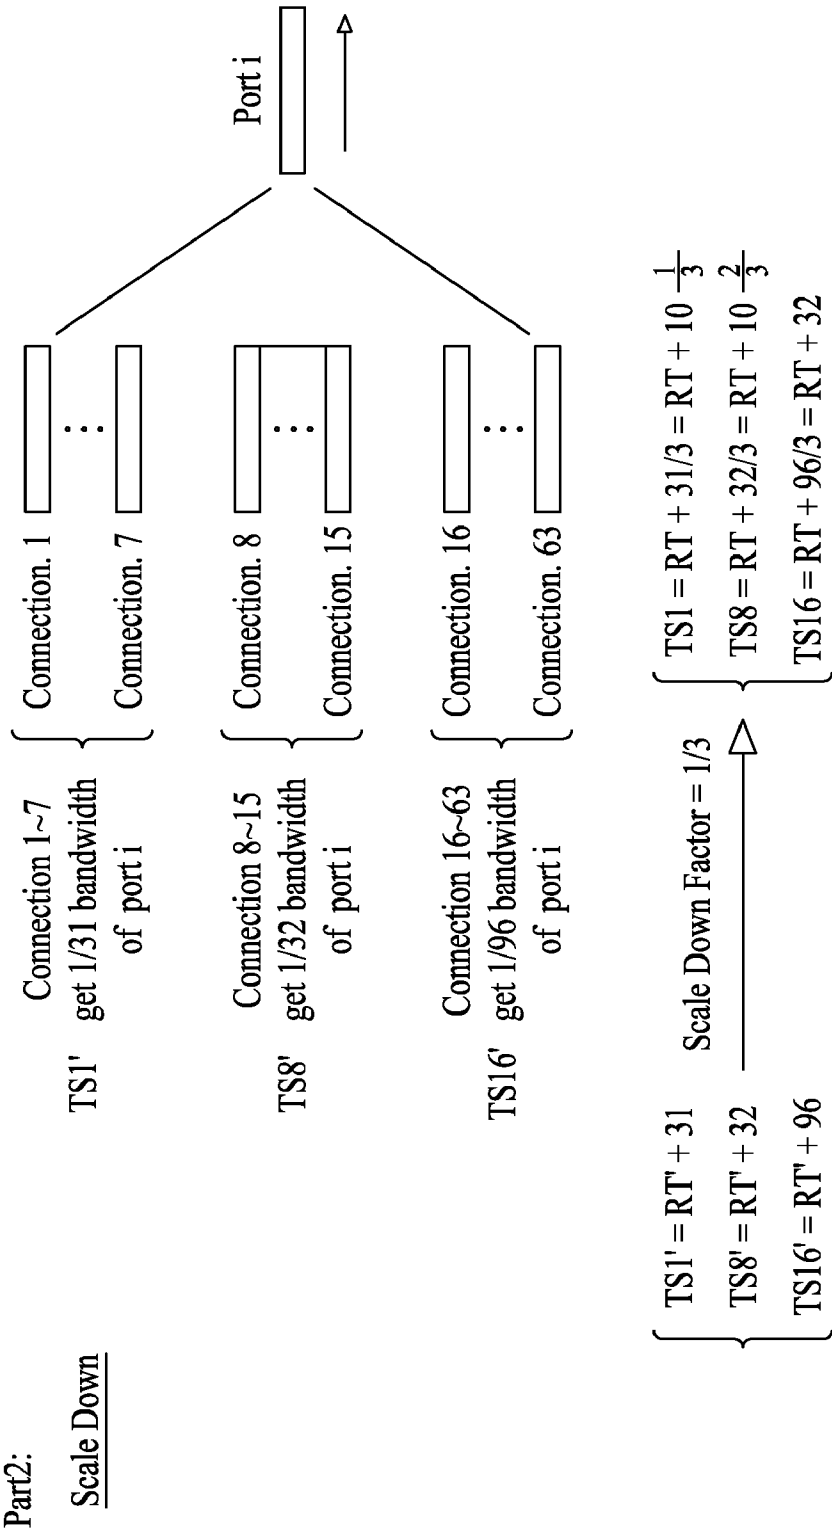 Part2:
Scale Down
Port i
Connection 1~7
get 1/31 bandwidth
of port i
TS1'
Connection. 1
Connection. 7
Connection 8~15
get 1/32 bandwidth
of port i
TS8'
Connection. 8
Connection. 15
Connection 16~63
get 1/96 bandwidth
of port i
TS16'
Connection. 16
Connection. 63
TS1' = RT' + 31
TS8' = RT' + 32
TS16' = RT' + 96
Scale Down Factor = 1/3
TS1 = RT + 31/3 = RT + 10 1/3
TS8 = RT + 32/3 = RT + 10 2/3
TS16 = RT + 96/3 = RT + 32